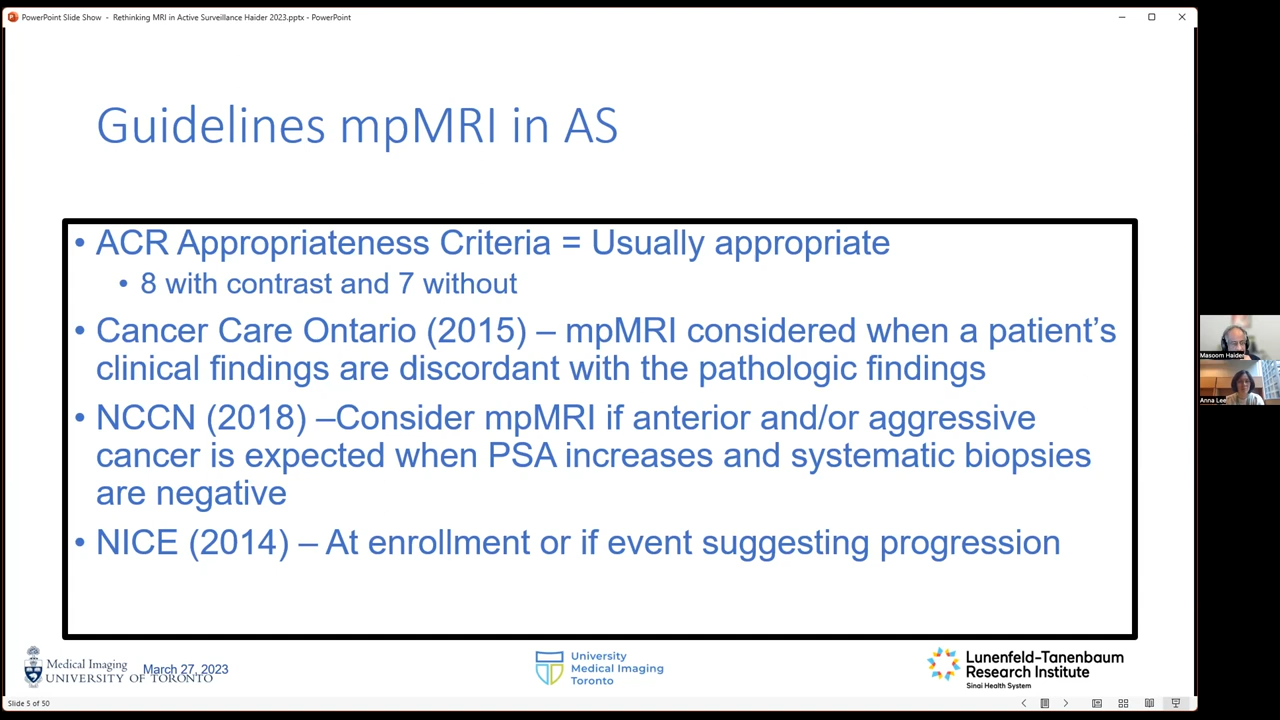 PowerPoint Slide Show - Rethinking MRI in Active Surveillance Haider 2023.pptx - PowerPoint
Guidelines mpMRI in AS
• ACR Appropriateness Criteria = Usually appropriate
• 8 with contrast and 7 without
• Cancer Care Ontario (2015) – mpMRI considered when a patient’s
clinical findings are discordant with the pathologic findings
• NCCN (2018) –Consider mpMRI if anterior and/or aggressive
cancer is expected when PSA increases and systematic biopsies
are negative
• NICE (2014) – At enrollment or if event suggesting progression
Masoom Haider
Anna Lee
Medical Imaging
UNIVERSITY OF TORONTO
March 27, 2023
University
Medical Imaging
Toronto
Lunenfeld-Tanenbaum
Research Institute
Sinai Health System
Slide 5 of 50